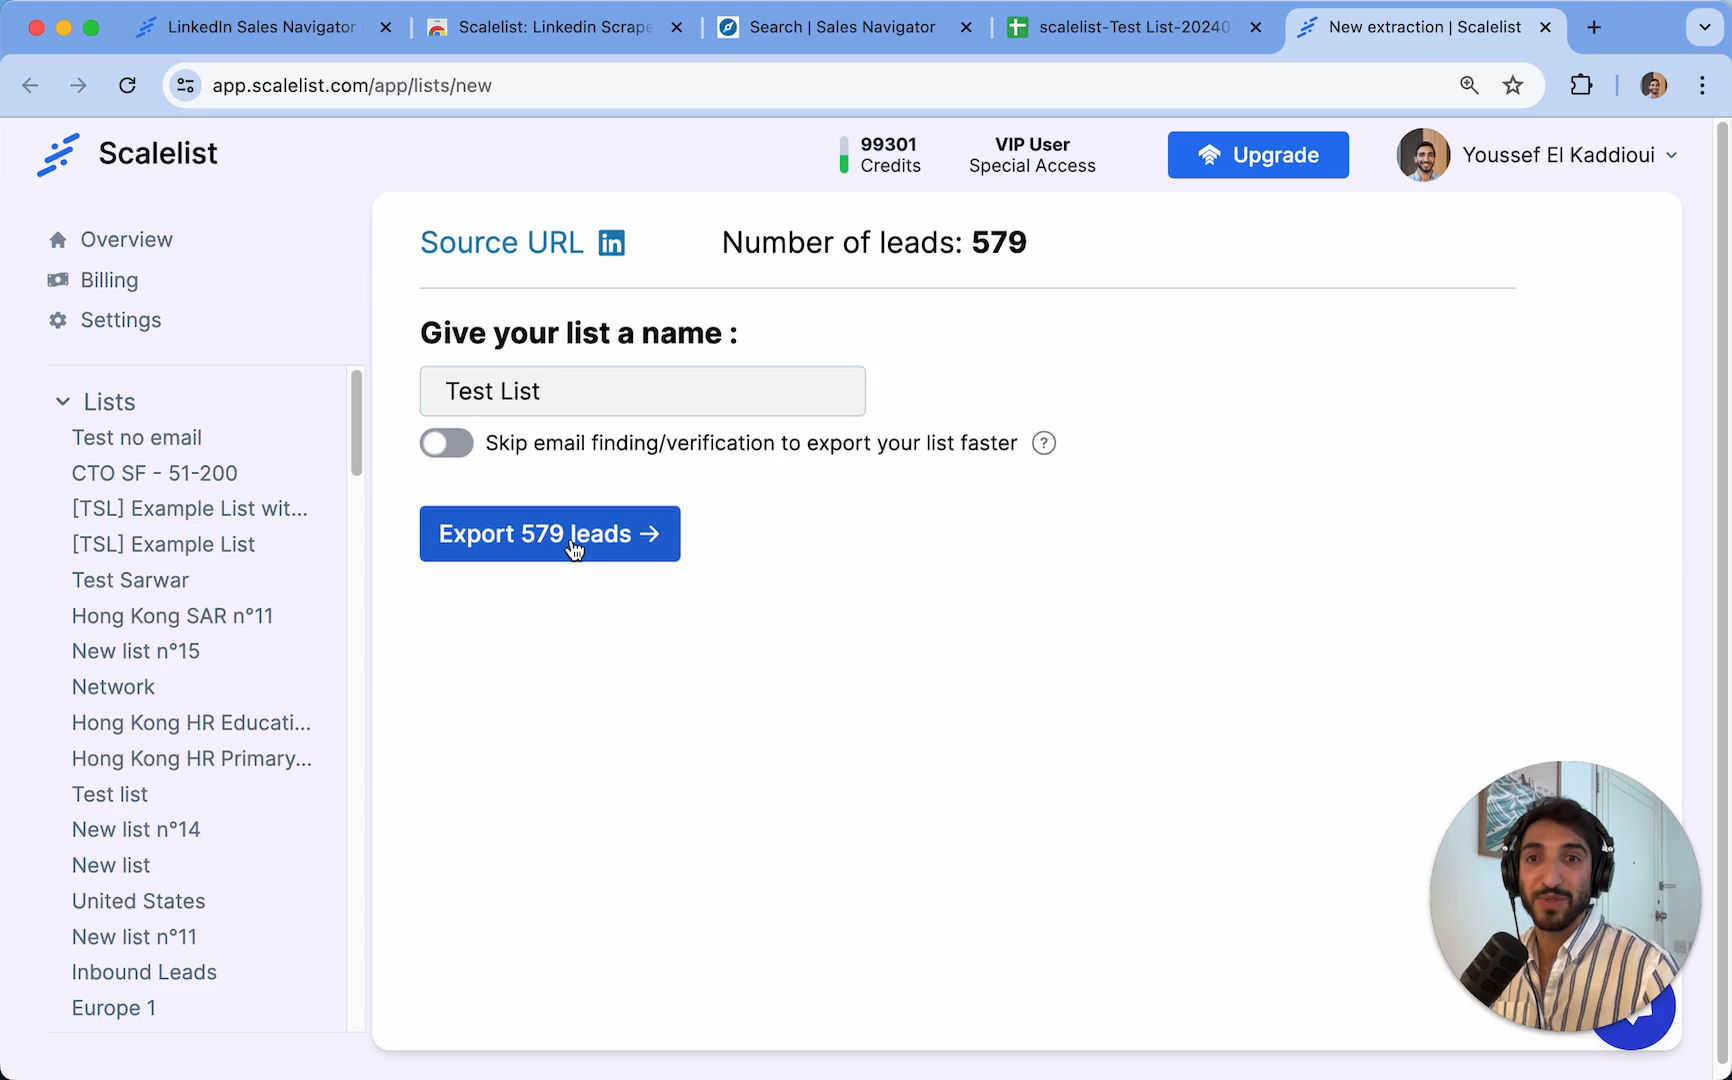 LinkedIn Sales Navigator
Scalelist: Linkedin Scrape
Search | Sales Navigator
scalelist-Test List-20240
New extraction | Scalelist
app.scalelist.com/app/lists/new
Scalelist
99301
Credits
VIP User
Special Access
Upgrade
Youssef El Kaddioui
Overview
Billing
Settings
Lists
Test no email
CTO SF - 51-200
[TSL] Example List wit...
[TSL] Example List
Test Sarwar
Hong Kong SAR n°11
New list n°15
Network
Hong Kong HR Educati...
Hong Kong HR Primary...
Test list
New list n°14
New list
United States
New list n°11
Inbound Leads
Europe 1
Source URL in
Number of leads: 579
Give your list a name :
Test List
Skip email finding/verification to export your list faster ?
Export 579 leads →